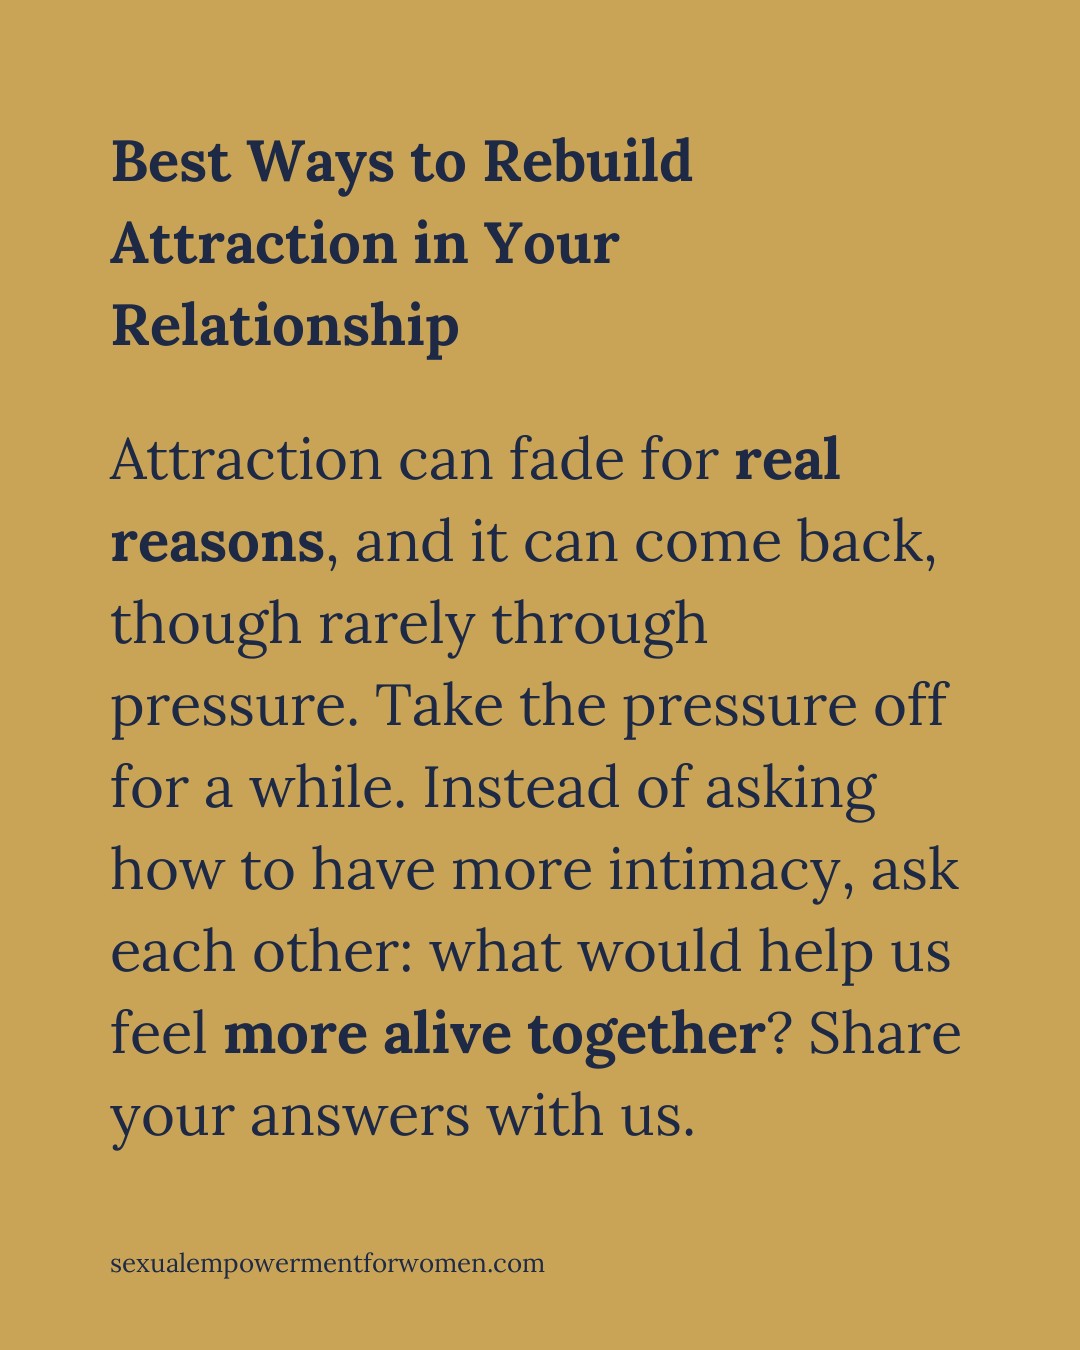 Best Ways to Rebuild
Attraction in Your
Relationship
Attraction can fade for real
reasons, and it can come back,
though rarely through
pressure. Take the pressure off
for a while. Instead of asking
how to have more intimacy, ask
each other: what would help us
feel more alive together? Share
your answers with us.
sexualempowermentforwomen.com